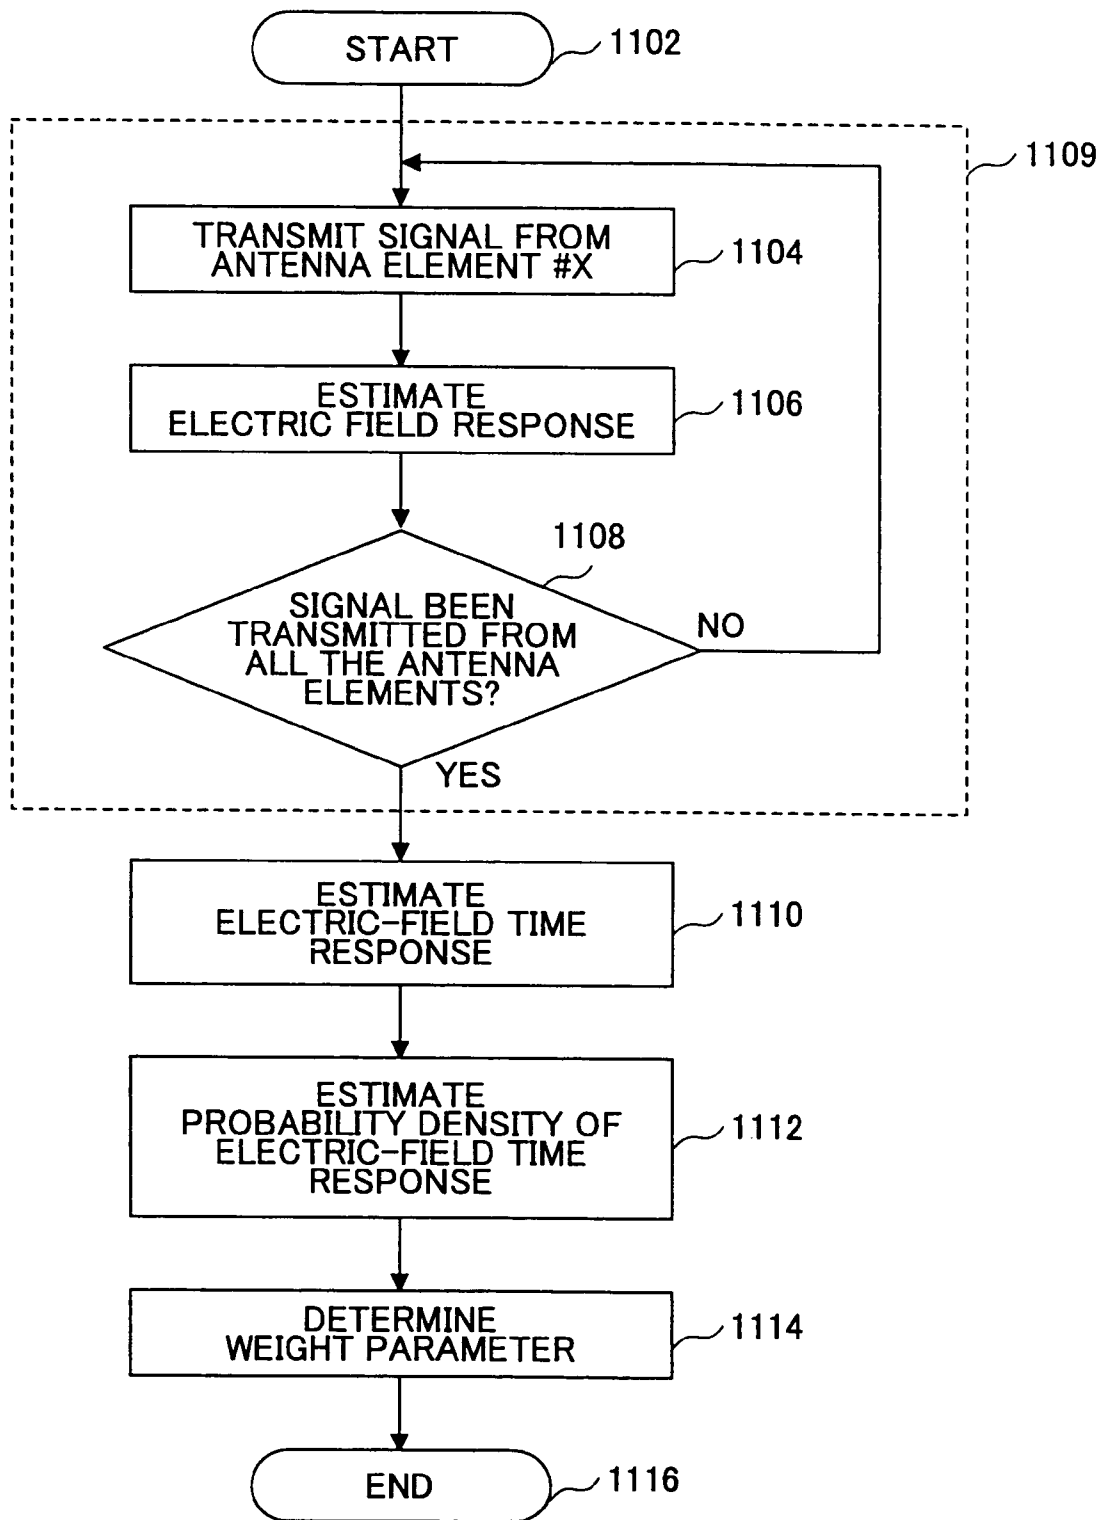 START
1102
1109
TRANSMIT SIGNAL FROM
ANTENNA ELEMENT #X
1104
ESTIMATE
ELECTRIC FIELD RESPONSE
1106
1108
SIGNAL BEEN
TRANSMITTED FROM
ALL THE ANTENNA
ELEMENTS?
NO
YES
ESTIMATE
ELECTRIC-FIELD TIME
RESPONSE
1110
ESTIMATE
PROBABILITY DENSITY OF
ELECTRIC-FIELD TIME
RESPONSE
1112
DETERMINE
WEIGHT PARAMETER
1114
END
1116